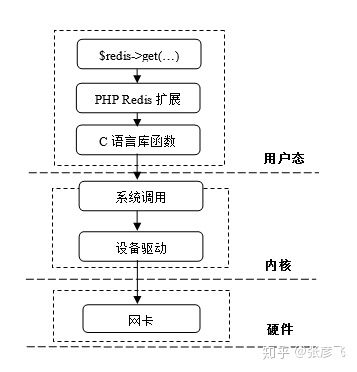 $redis->get(…)
PHP Redis 扩展
C 语言库函数
用户态
系统调用
设备驱动
内核
网卡
硬件
知乎 @张彦飞